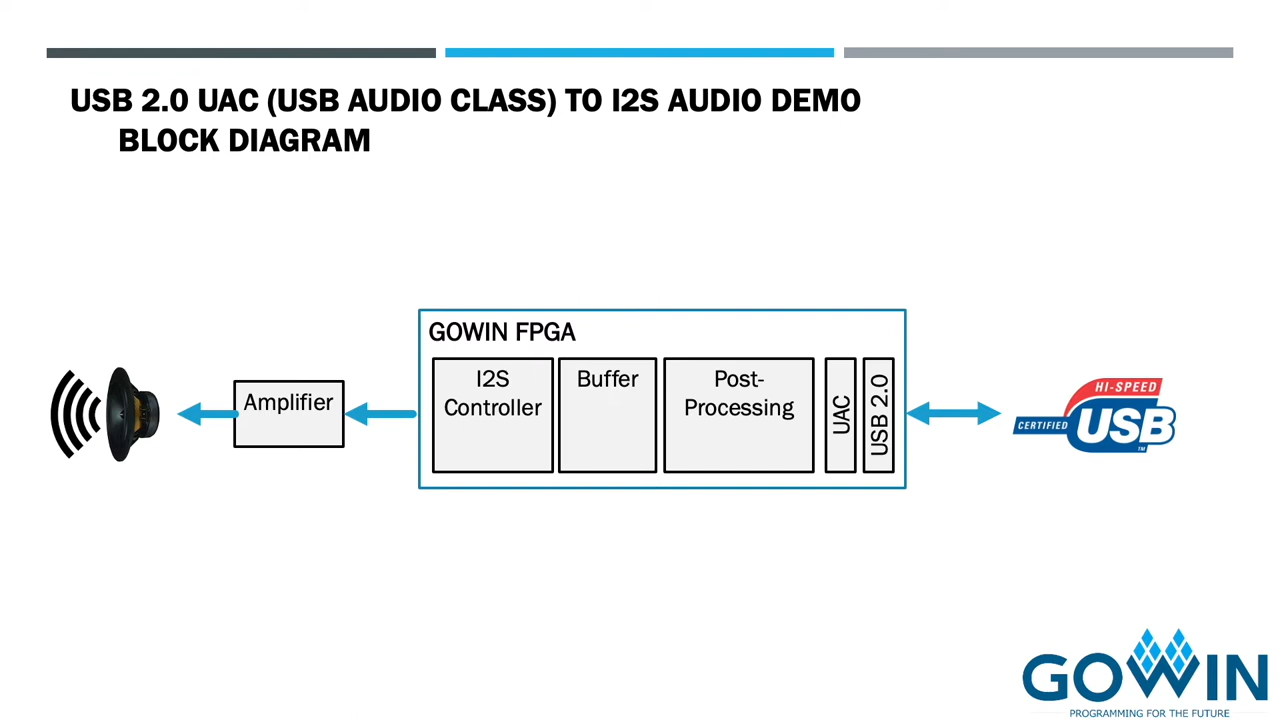 USB 2.0 UAC (USB AUDIO CLASS) TO I2S AUDIO DEMO
BLOCK DIAGRAM
GOWIN FPGA
Amplifier
I2S
Controller
Buffer
Post-
Processing
UAC
USB 2.0
HI-SPEED
CERTIFIED
USB
TM
GOWIN
PROGRAMMING FOR THE FUTURE